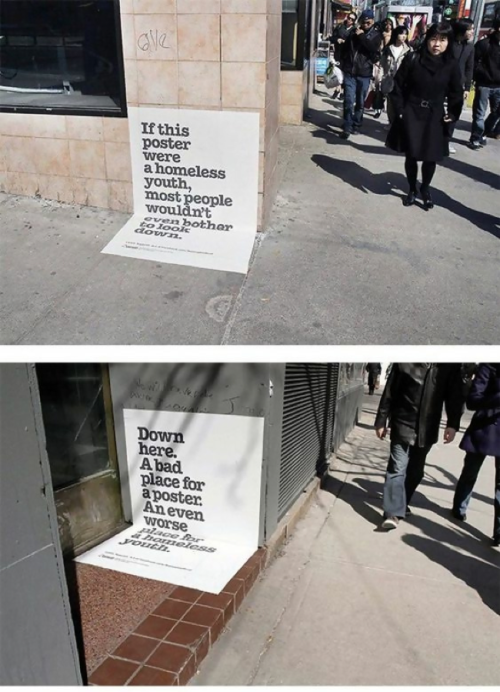 If this
poster
were
a homeless
youth,
most people
wouldn't
even bother
to look
down.
Down
here.
A bad
place for
a poster.
An even
worse
place for
a homeless
youth.